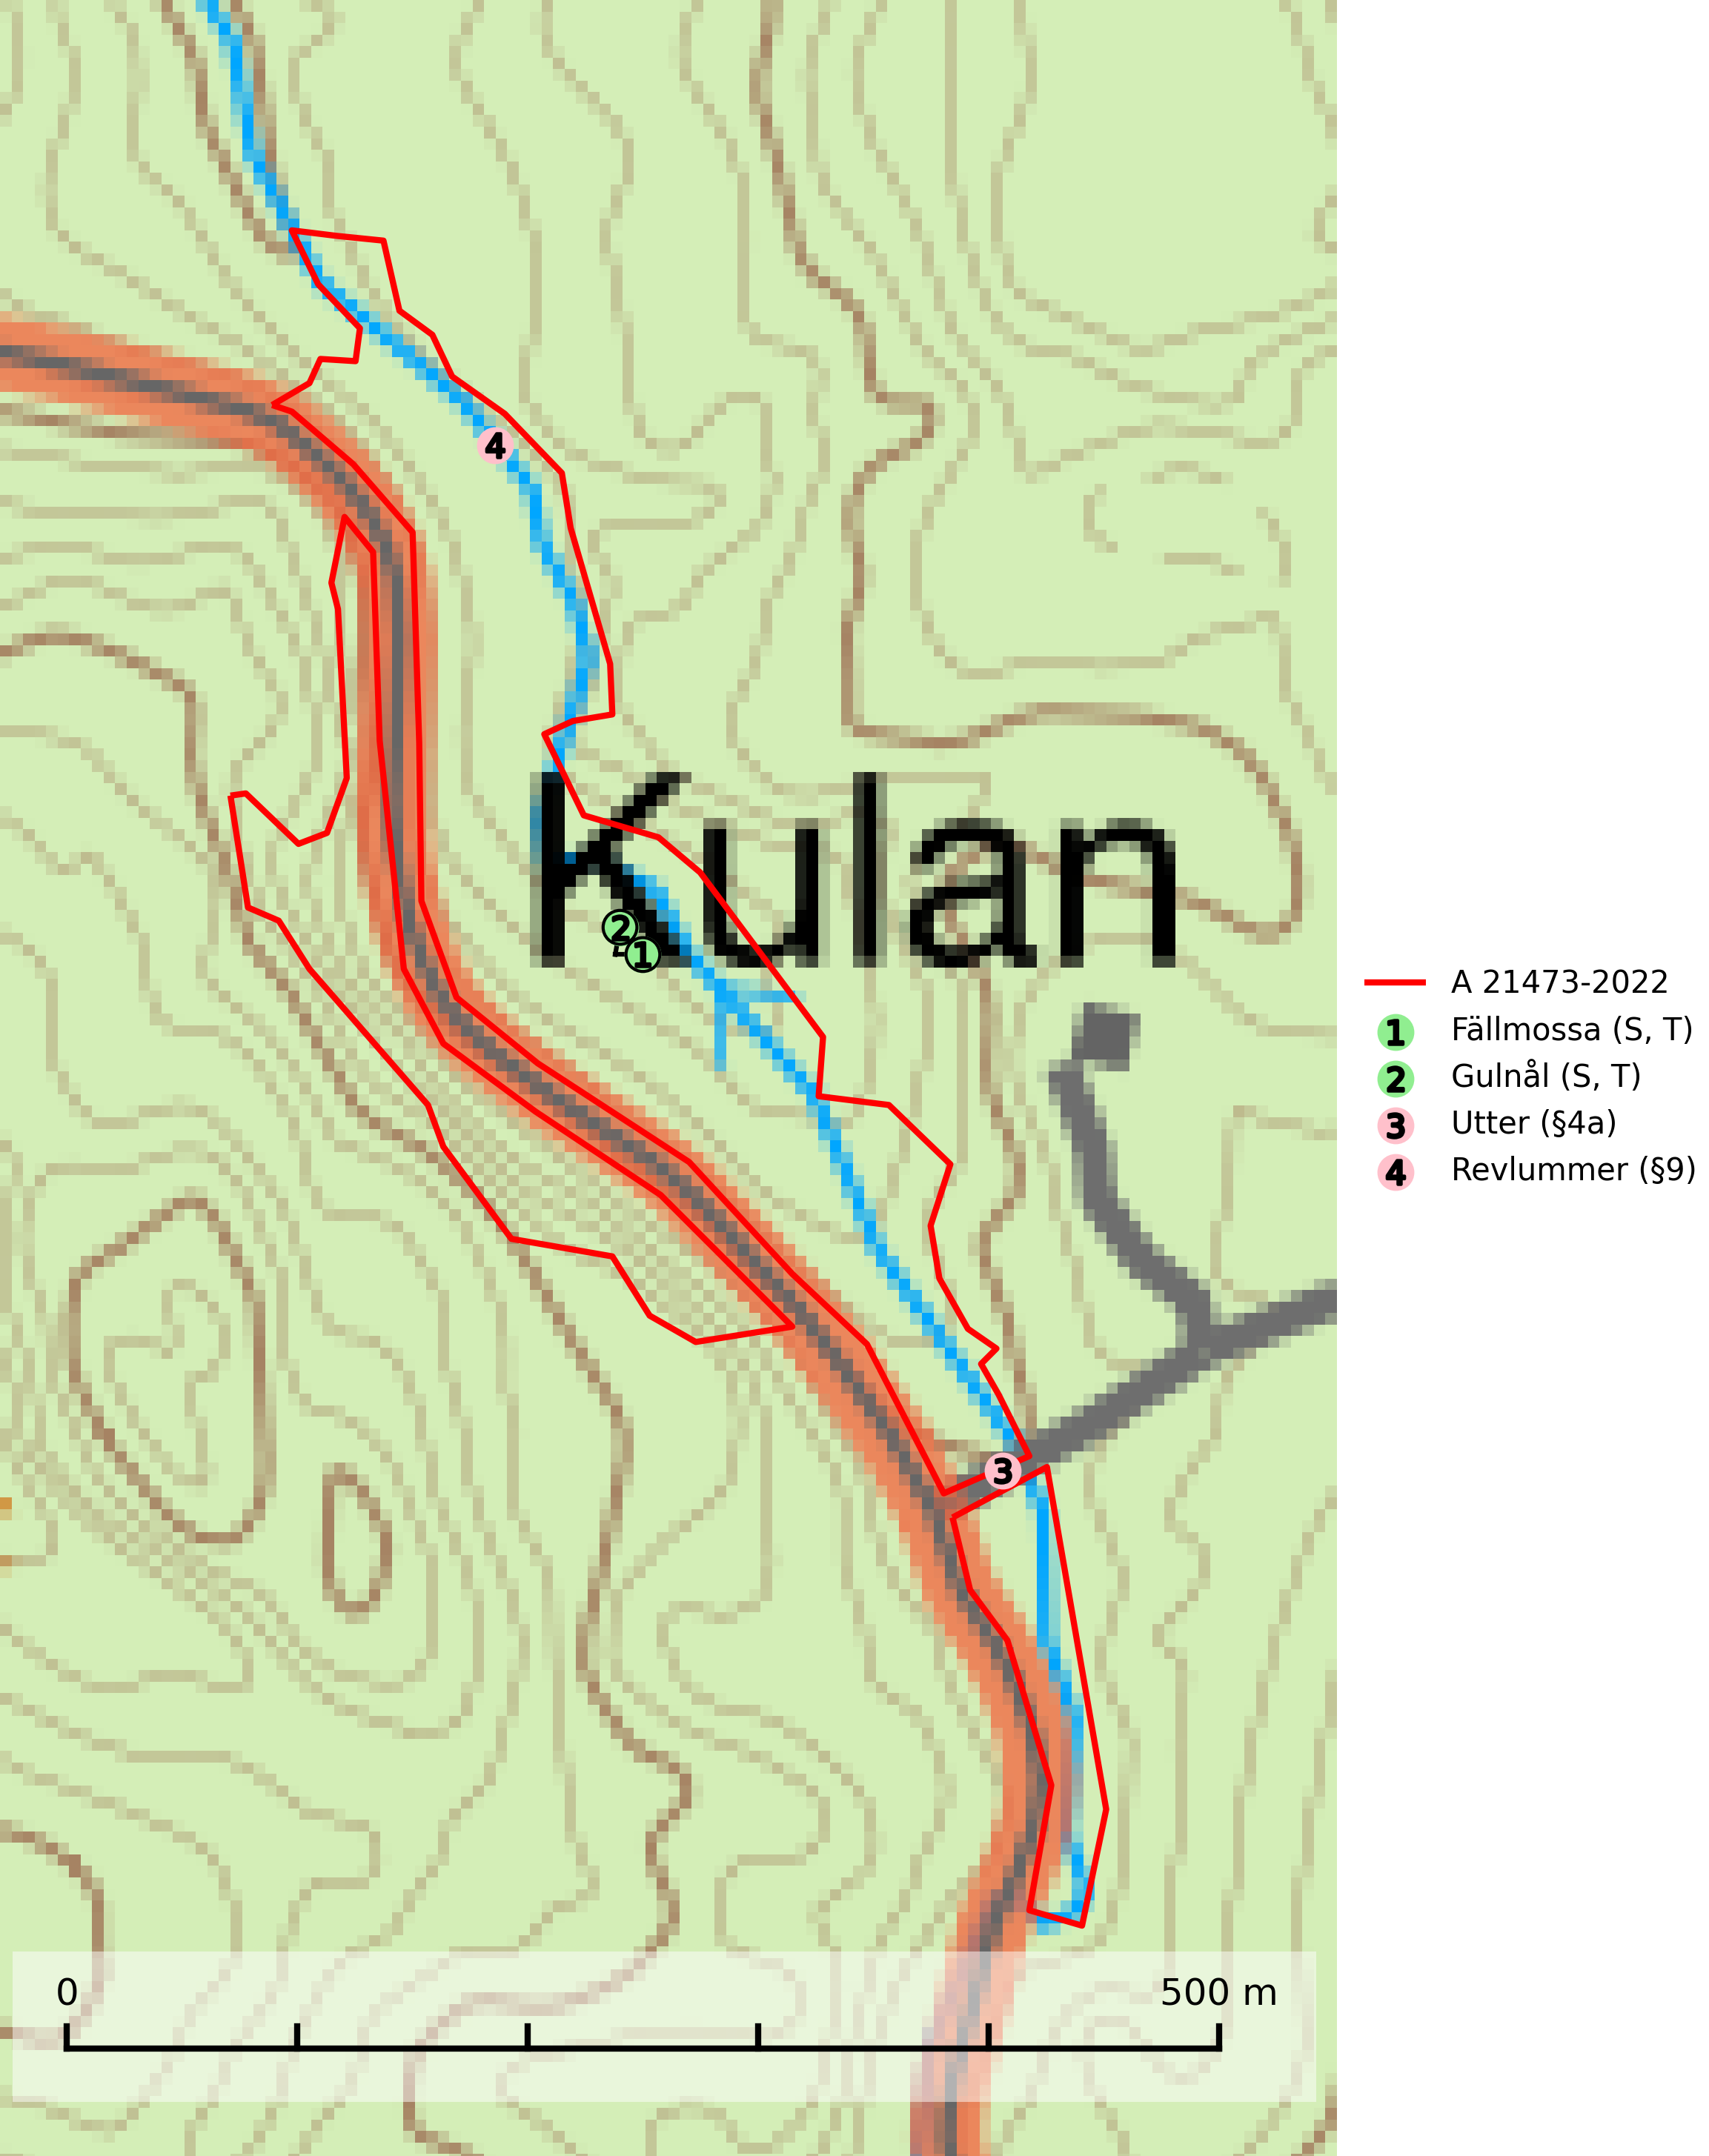 4
Kulan
2
1
3
A 21473-2022
1 Fällmossa (S, T)
2 Gulnål (S, T)
3 Utter (§4a)
4 Revlummer (§9)
0 500 m